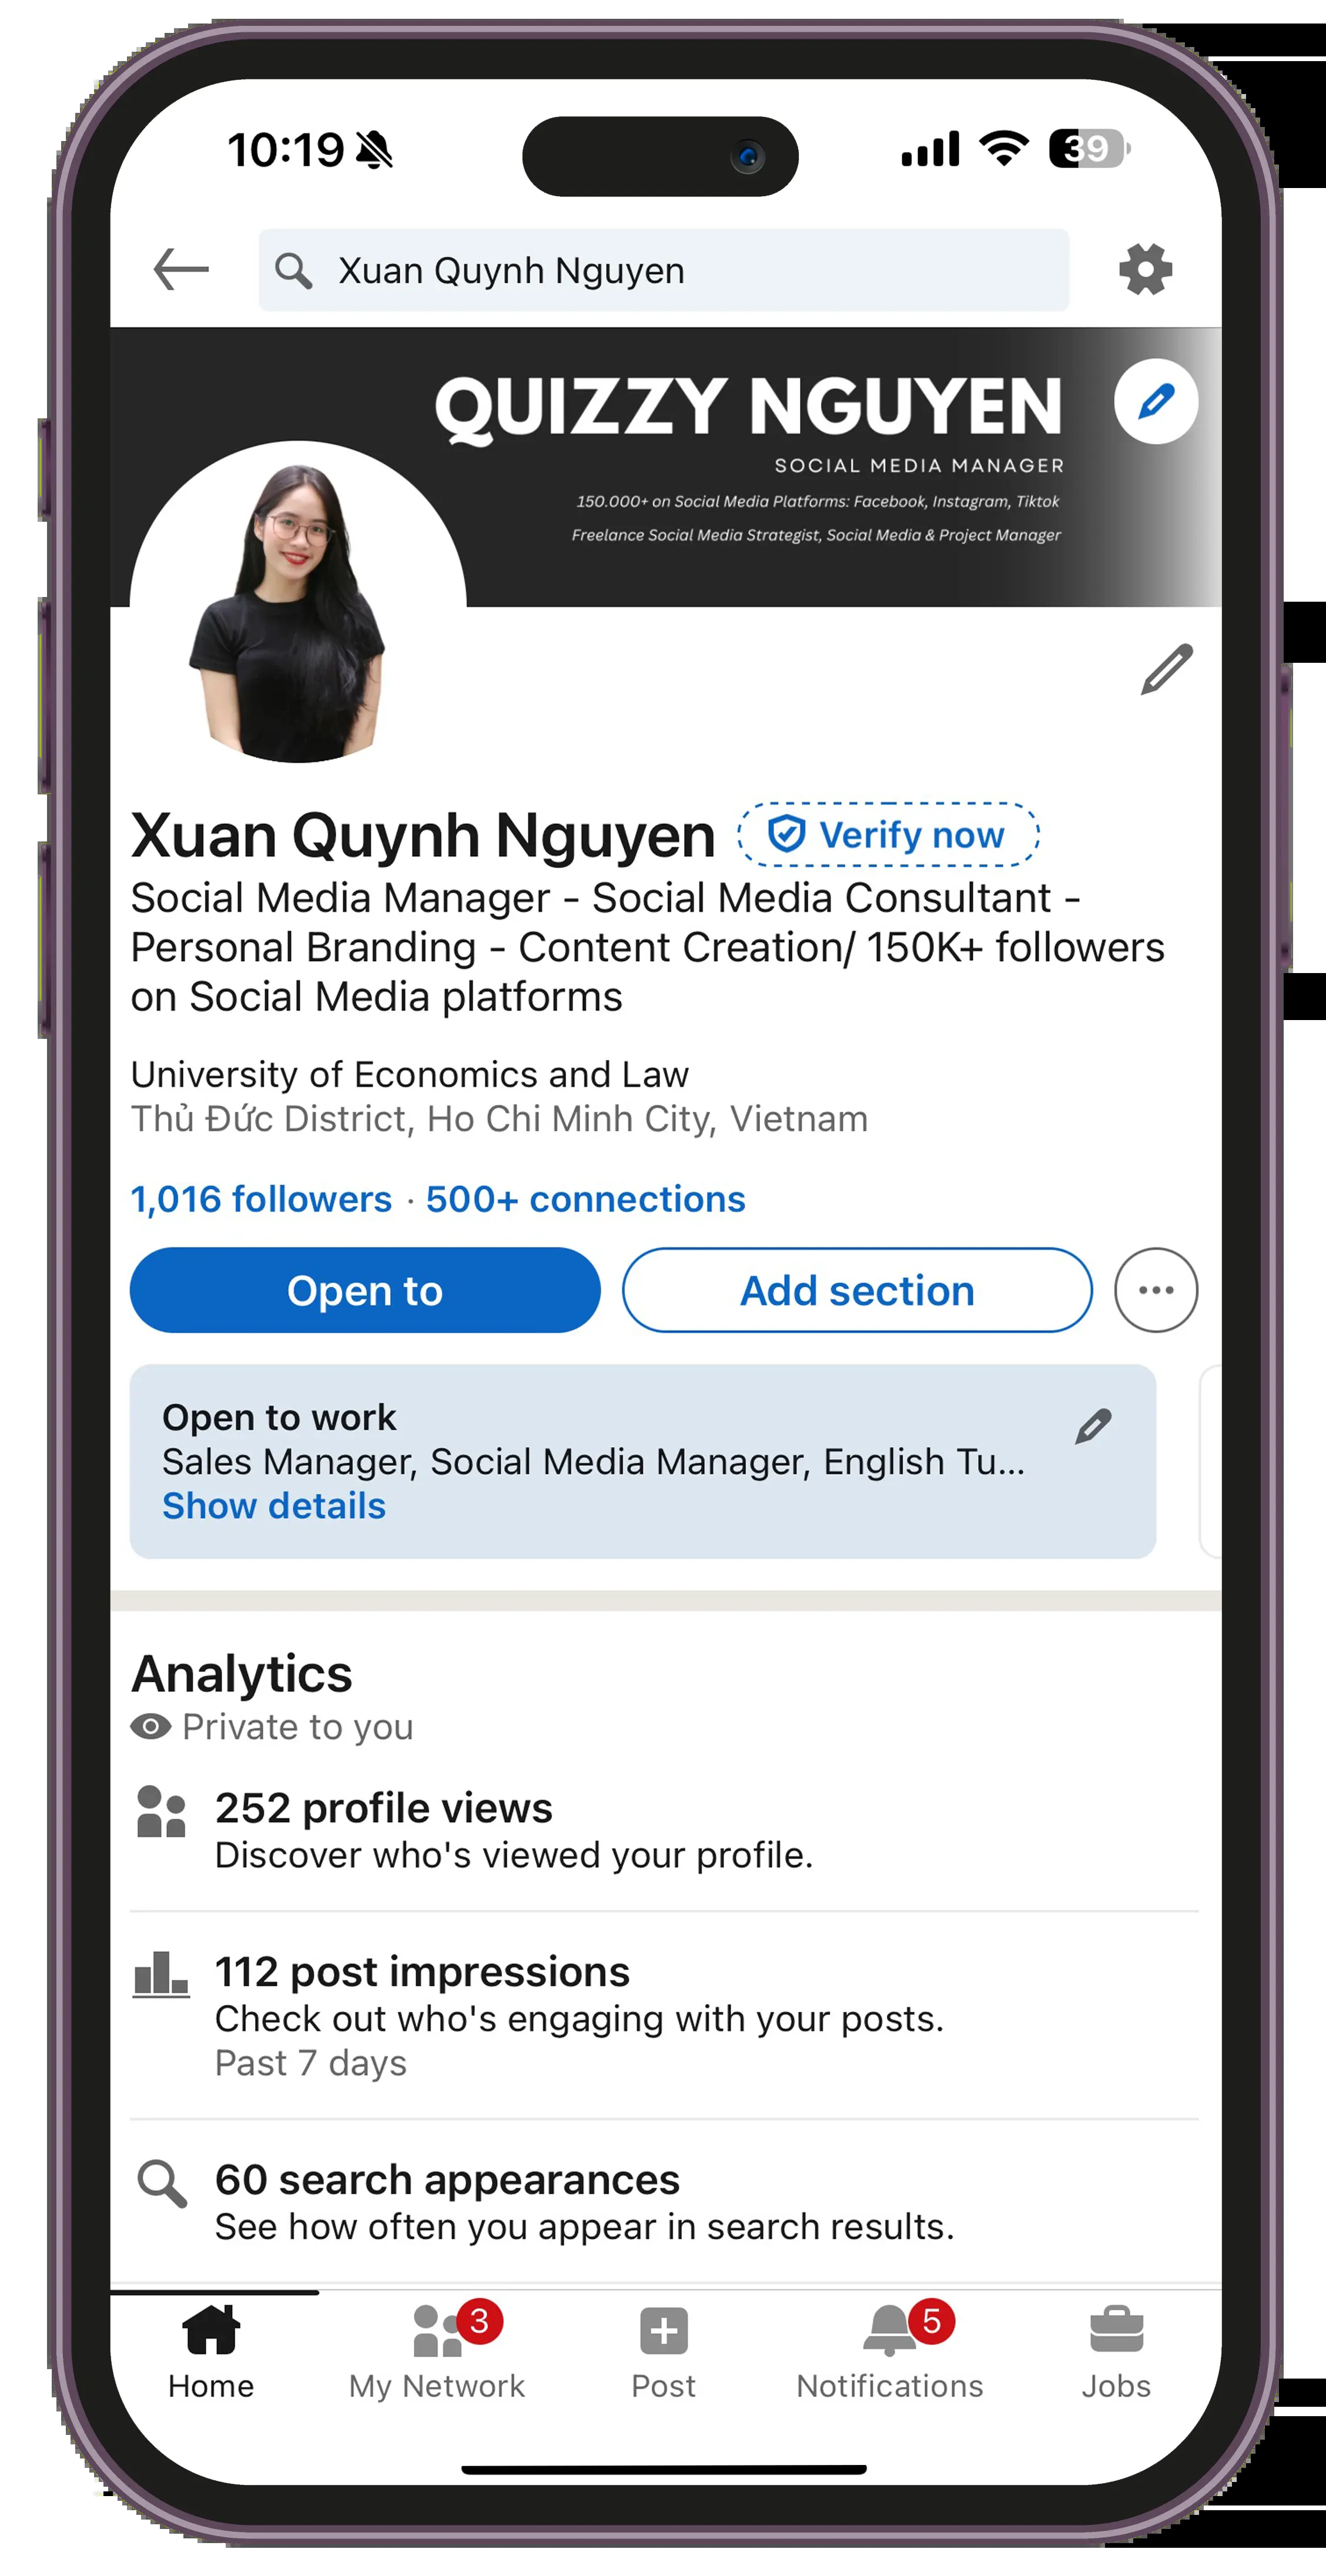 10:19
39
Xuan Quynh Nguyen
QUIZZY NGUYEN
SOCIAL MEDIA MANAGER
150.000+ on Social Media Platforms: Facebook, Instagram, Tiktok
Freelance Social Media Strategist, Social Media & Project Manager
Xuan Quynh Nguyen
Verify now
Social Media Manager - Social Media Consultant -
Personal Branding - Content Creation/ 150K+ followers
on Social Media platforms
University of Economics and Law
Thủ Đức District, Ho Chi Minh City, Vietnam
1,016 followers · 500+ connections
Open to
Add section
Open to work
Sales Manager, Social Media Manager, English Tu...
Show details
Analytics
Private to you
252 profile views
Discover who's viewed your profile.
112 post impressions
Check out who's engaging with your posts.
Past 7 days
60 search appearances
See how often you appear in search results.
3
5
Home
My Network
Post
Notifications
Jobs